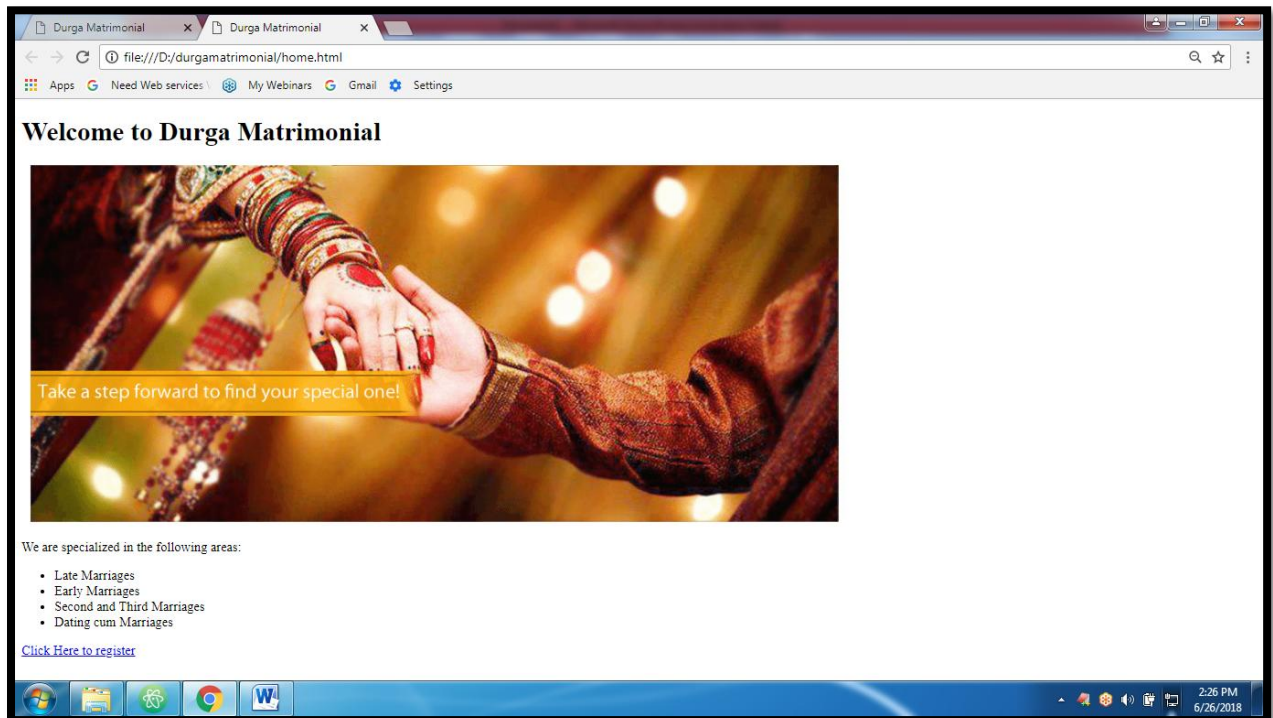 Durga Matrimonial
Durga Matrimonial
file:///D:/durgamatrimonial/home.html
Apps
Need Web services
My Webinars
Gmail
Settings
Welcome to Durga Matrimonial
Take a step forward to find your special one!
We are specialized in the following areas:
• Late Marriages
• Early Marriages
• Second and Third Marriages
• Dating cum Marriages
Click Here to register
2:26 PM
6/26/2018